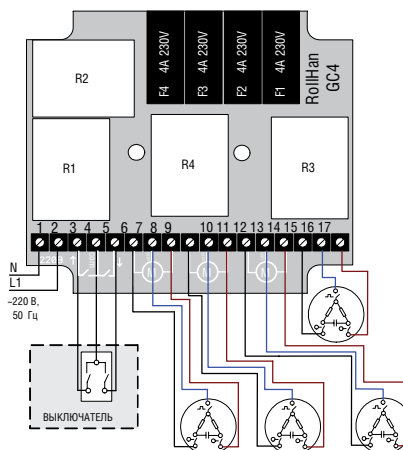 F4 4A 230V
F3 4A 230V
F2 4A 230V
F1 4A 230V
RollHan
GC4
R2
R1
R4
R3
1 2 3 4 5 6 7 8 9 10 11 12 13 14 15 16 17
220В
M M M
N
L1
~220 В,
50 Гц
ВЫКЛЮЧАТЕЛЬ